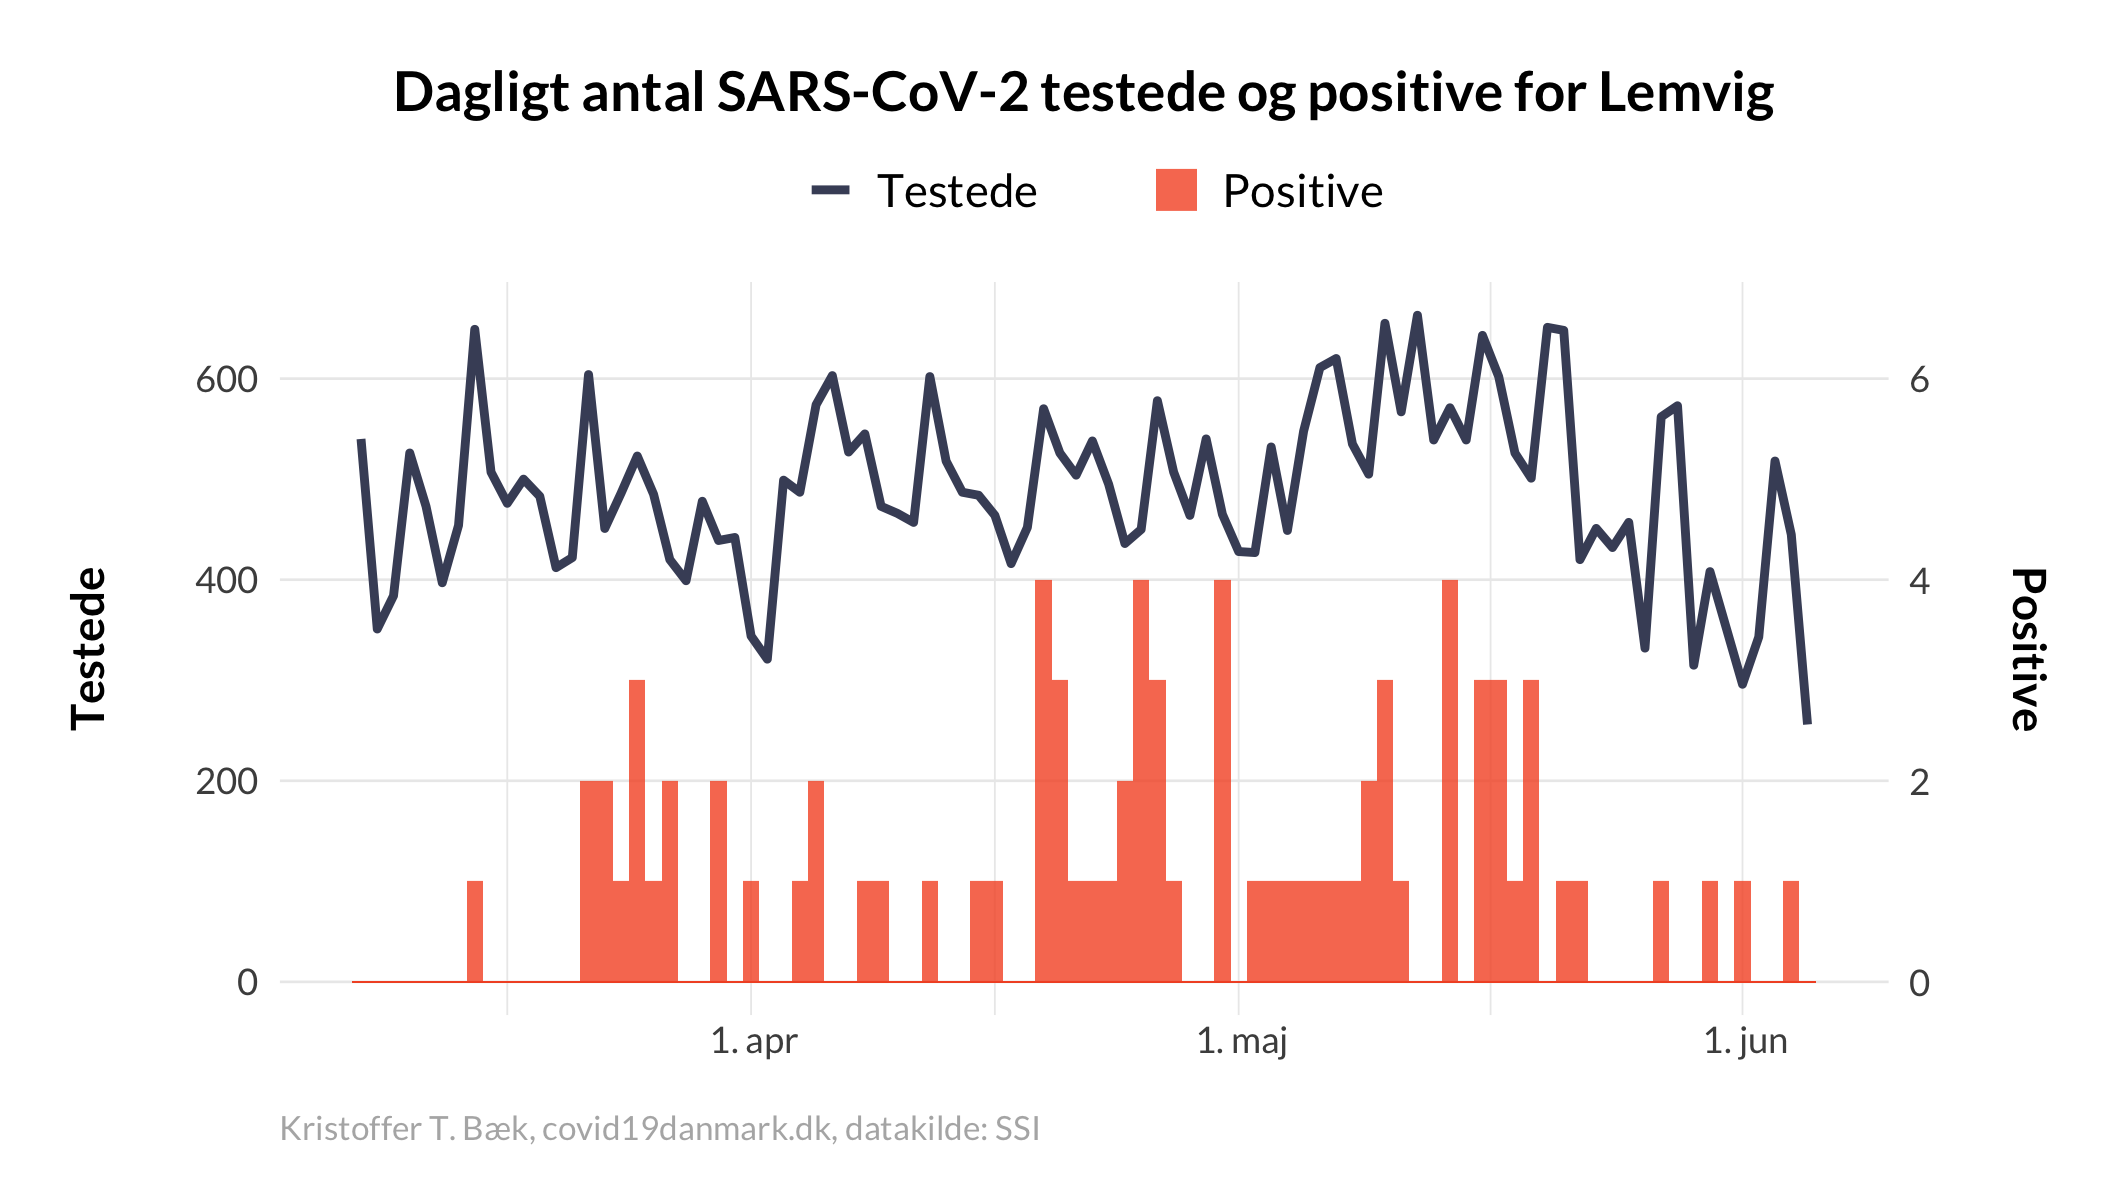 Dagligt antal SARS-CoV-2 testede og positive for Lemvig
Testede
Positive
600
400
200
0
6
4
2
0
Testede
Positive
1. apr
1. maj
1. jun
Kristoffer T. Bæk, covid19danmark.dk, datakilde: SSI